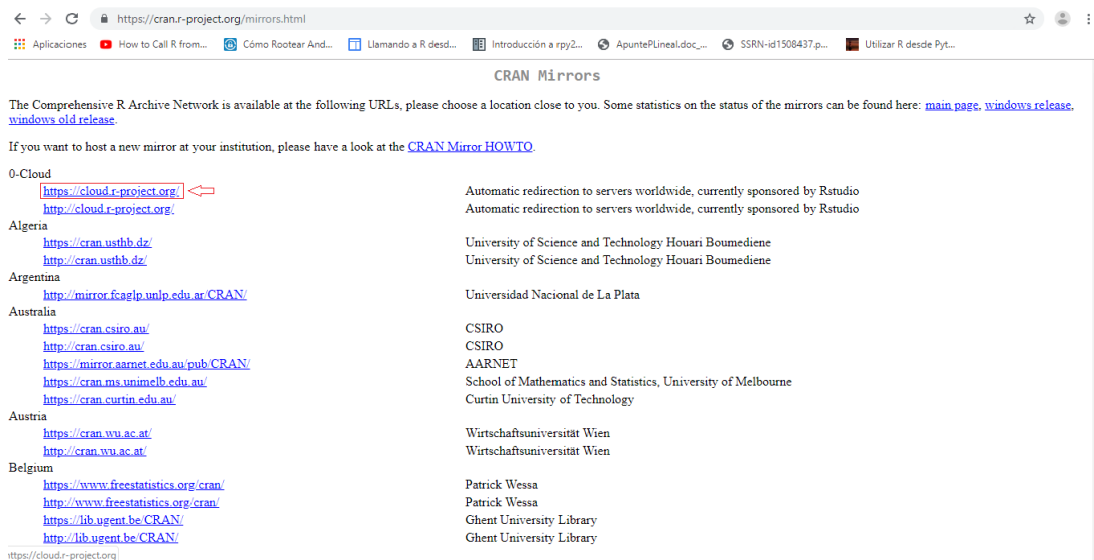 https://cran.r-project.org/mirrors.html
Aplicaciones How to Call R from... Cómo Rootear And... Llamando a R desd... Introducción a rpy2... ApuntePLineal.doc_... SSRN-id1508437.p... Utilizar R desde Pyt...
CRAN Mirrors
The Comprehensive R Archive Network is available at the following URLs, please choose a location close to you. Some statistics on the status of the mirrors can be found here: main page, windows release,
windows old release.
If you want to host a new mirror at your institution, please have a look at the CRAN Mirror HOWTO.
0-Cloud
https://cloud.r-project.org/ Automatic redirection to servers worldwide, currently sponsored by Rstudio
http://cloud.r-project.org/ Automatic redirection to servers worldwide, currently sponsored by Rstudio
Algeria
https://cran.usthb.dz/ University of Science and Technology Houari Boumediene
http://cran.usthb.dz/ University of Science and Technology Houari Boumediene
Argentina
http://mirror.fcaglp.unlp.edu.ar/CRAN/ Universidad Nacional de La Plata
Australia
https://cran.csiro.au/ CSIRO
http://cran.csiro.au/ CSIRO
https://mirror.aarnet.edu.au/pub/CRAN/ AARNET
https://cran.ms.unimelb.edu.au/ School of Mathematics and Statistics, University of Melbourne
https://cran.curtin.edu.au/ Curtin University of Technology
Austria
https://cran.wu.ac.at/ Wirtschaftsuniversität Wien
http://cran.wu.ac.at/ Wirtschaftsuniversität Wien
Belgium
https://www.freestatistics.org/cran/ Patrick Wessa
http://www.freestatistics.org/cran/ Patrick Wessa
https://lib.ugent.be/CRAN/ Ghent University Library
http://lib.ugent.be/CRAN/ Ghent University Library
https://cloud.r-project.org